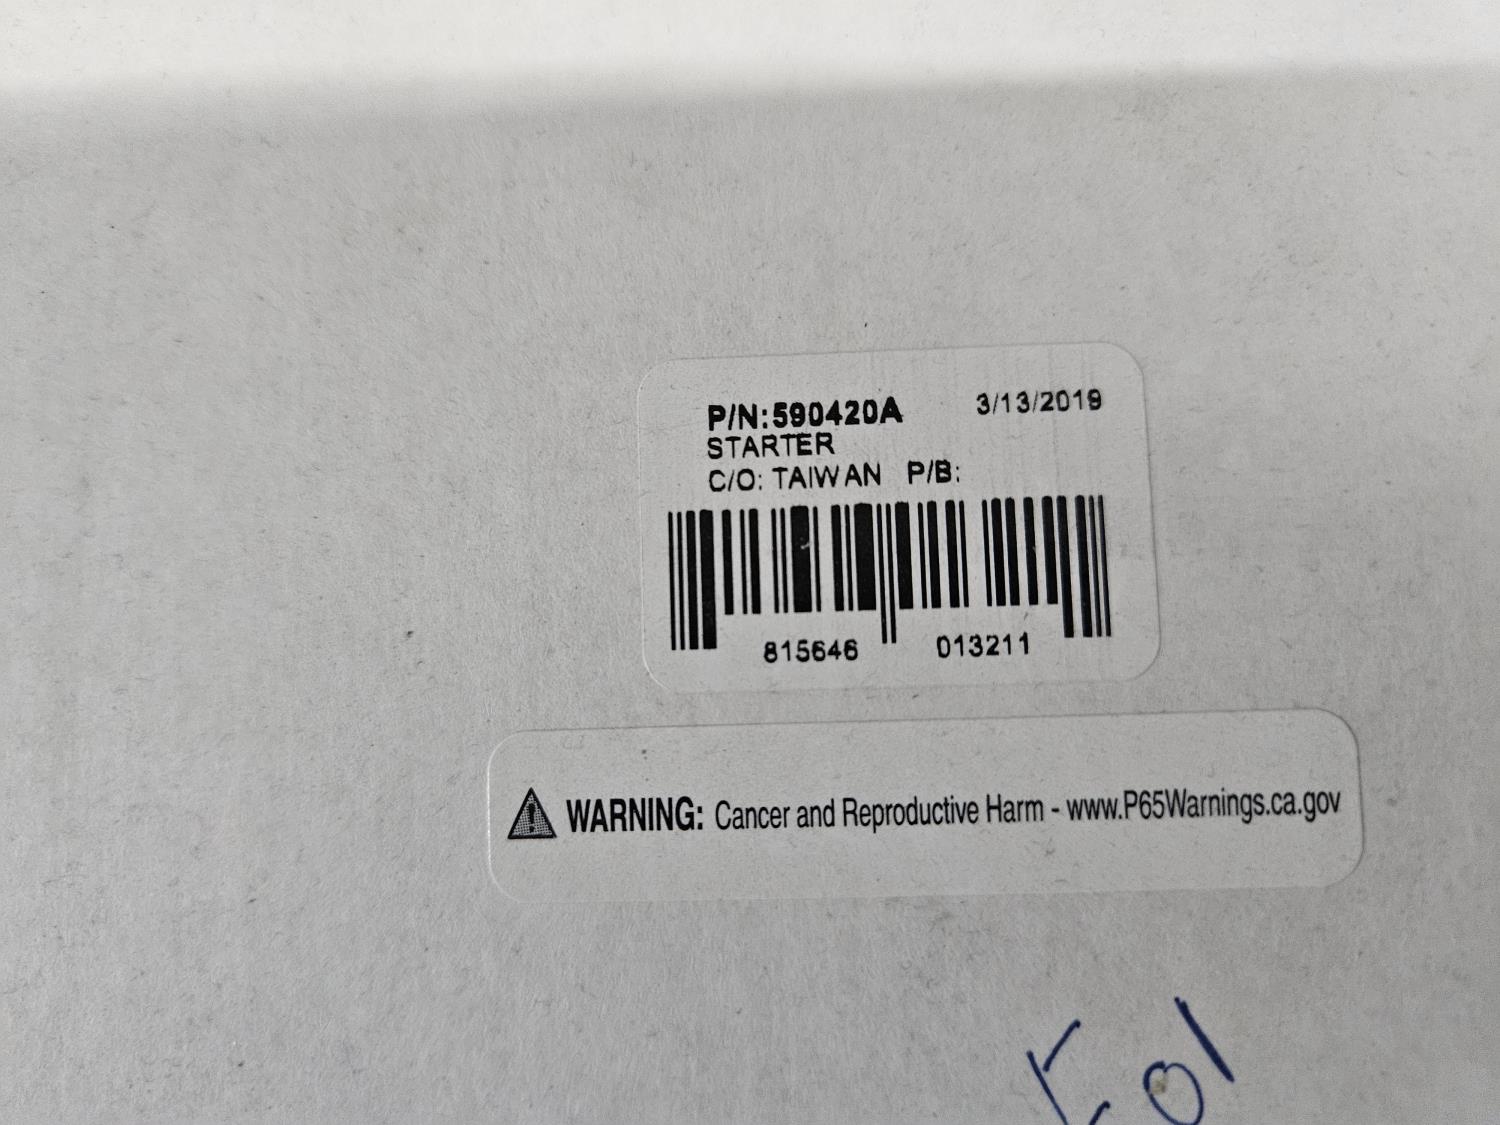 P/N:590420A 3/13/2019
STARTER
C/O: TAIWAN P/B:
815646 013211
WARNING: Cancer and Reproductive Harm - www.P65Warnings.ca.gov